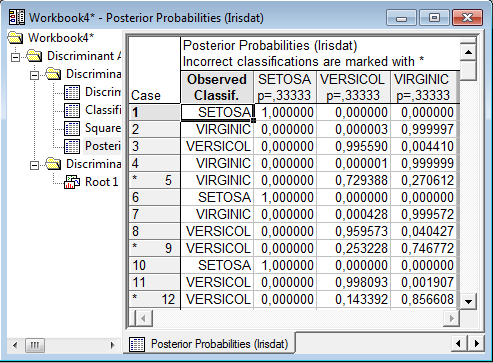 Workbook4* - Posterior Probabilities (Irisdat)
Workbook4*
Discriminant A
Discrimina
Discrim
Classifi
Square
Posteri
Discrimina
Root 1
Posterior Probabilities (Irisdat)
Incorrect classifications are marked with *
Case Observed Classif. SETOSA p=,33333 VERSICOL p=,33333 VIRGINIC p=,33333
1 SETOSA 1,000000 0,000000 0,000000
2 VIRGINIC 0,000000 0,000003 0,999997
3 VERSICOL 0,000000 0,995590 0,004410
4 VIRGINIC 0,000000 0,000001 0,999999
* 5 VIRGINIC 0,000000 0,729388 0,270612
6 SETOSA 1,000000 0,000000 0,000000
7 VIRGINIC 0,000000 0,000428 0,999572
8 VERSICOL 0,000000 0,959573 0,040427
* 9 VERSICOL 0,000000 0,253228 0,746772
10 SETOSA 1,000000 0,000000 0,000000
11 VERSICOL 0,000000 0,998093 0,001907
* 12 VERSICOL 0,000000 0,143392 0,856608
Posterior Probabilities (Irisdat)